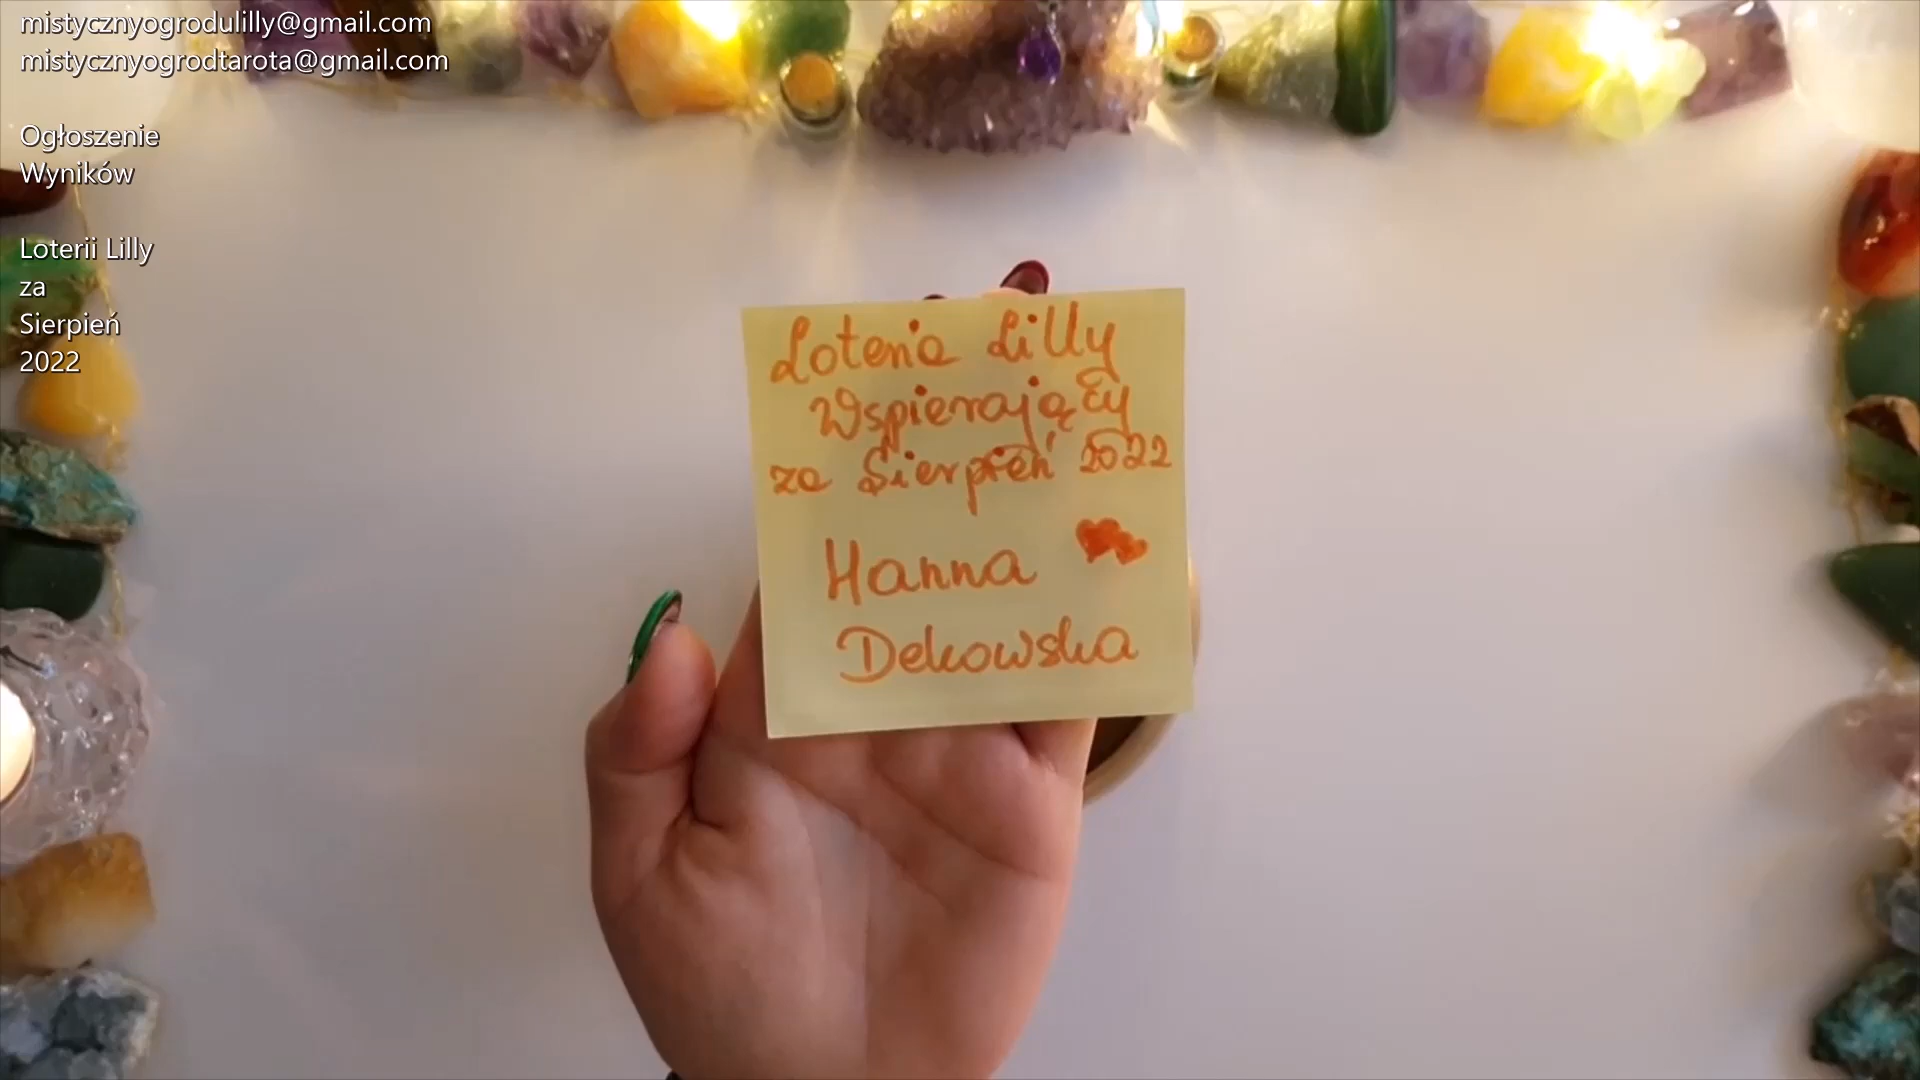 mistycznyogrodulilly@gmail.com
mistycznyogrodtarota@gmail.com
Ogłoszenie
Wyników
Loterii Lilly
za
Sierpień
2022
Loteria Lilly
Wspierający
za Sierpień 2022
Hanna
Dekowska